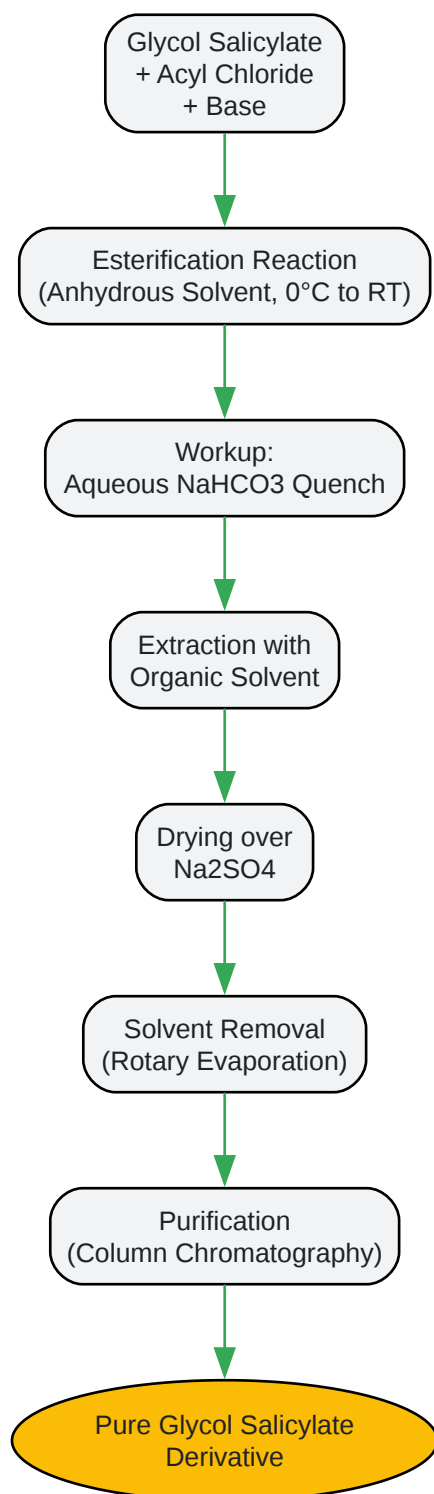 Glycol Salicylate
+ Acyl Chloride
+ Base
Esterification Reaction
(Anhydrous Solvent, 0°C to RT)
Workup:
Aqueous NaHCO3 Quench
Extraction with
Organic Solvent
Drying over
Na2SO4
Solvent Removal
(Rotary Evaporation)
Purification
(Column Chromatography)
Pure Glycol Salicylate
Derivative